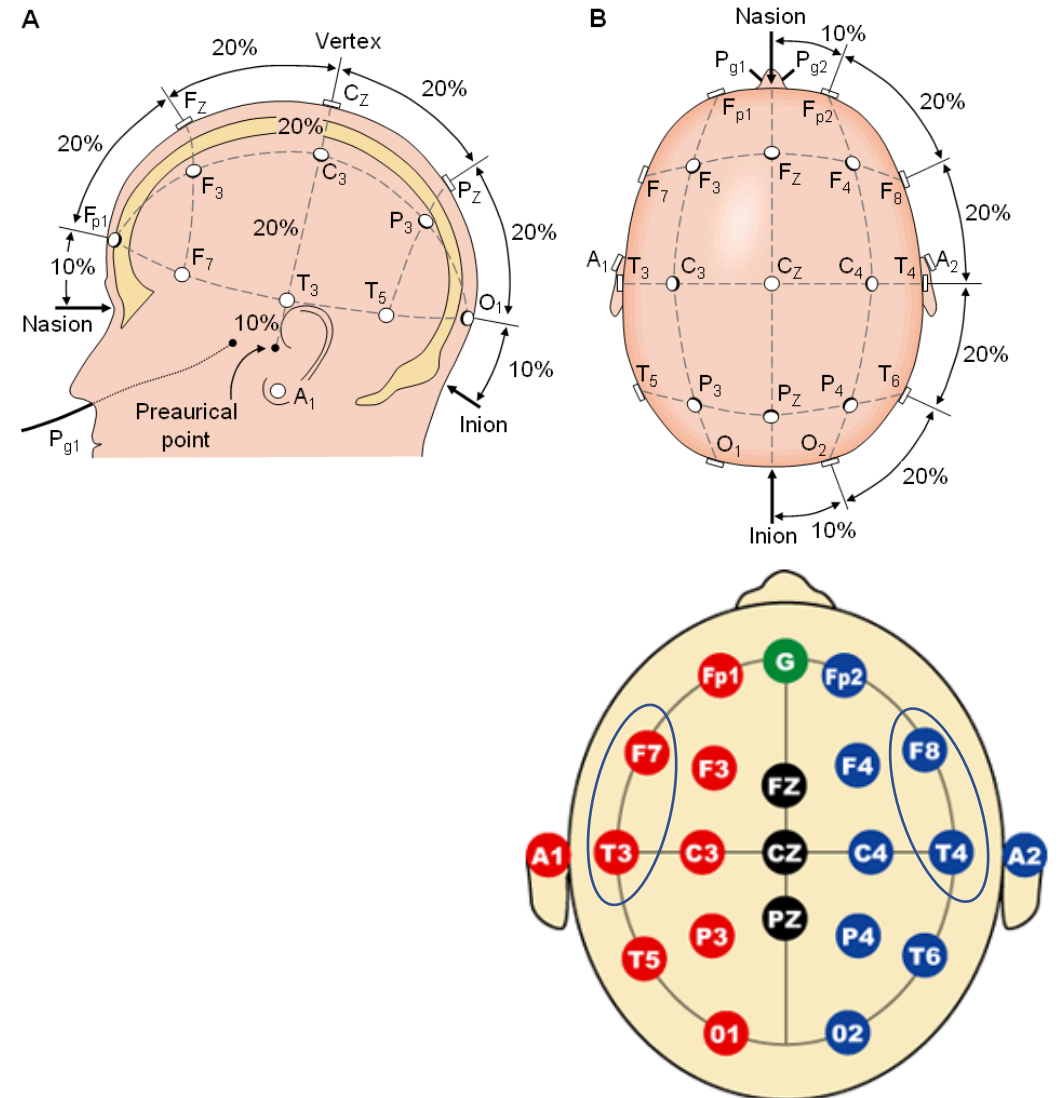 A
Vertex
20%
CZ
20%
FZ
20%
20%
F3
C3
PZ
Fp1
P3
20%
20%
10%
F7
T3
T5
O1
Nasion
10%
10%
A1
Preaurical
point
Inion
Pg1
B
Nasion
10%
Pg1
Pg2
Fp1
Fp2
20%
F7
F3
FZ
F4
F8
20%
A1
T3
C3
CZ
C4
T4
A2
20%
T5
P3
PZ
P4
T6
O1
O2
20%
10%
Inion
G
Fp1
Fp2
F7
F3
FZ
F4
F8
A1
T3
C3
CZ
C4
T4
A2
PZ
P3
P4
T5
T6
01
02